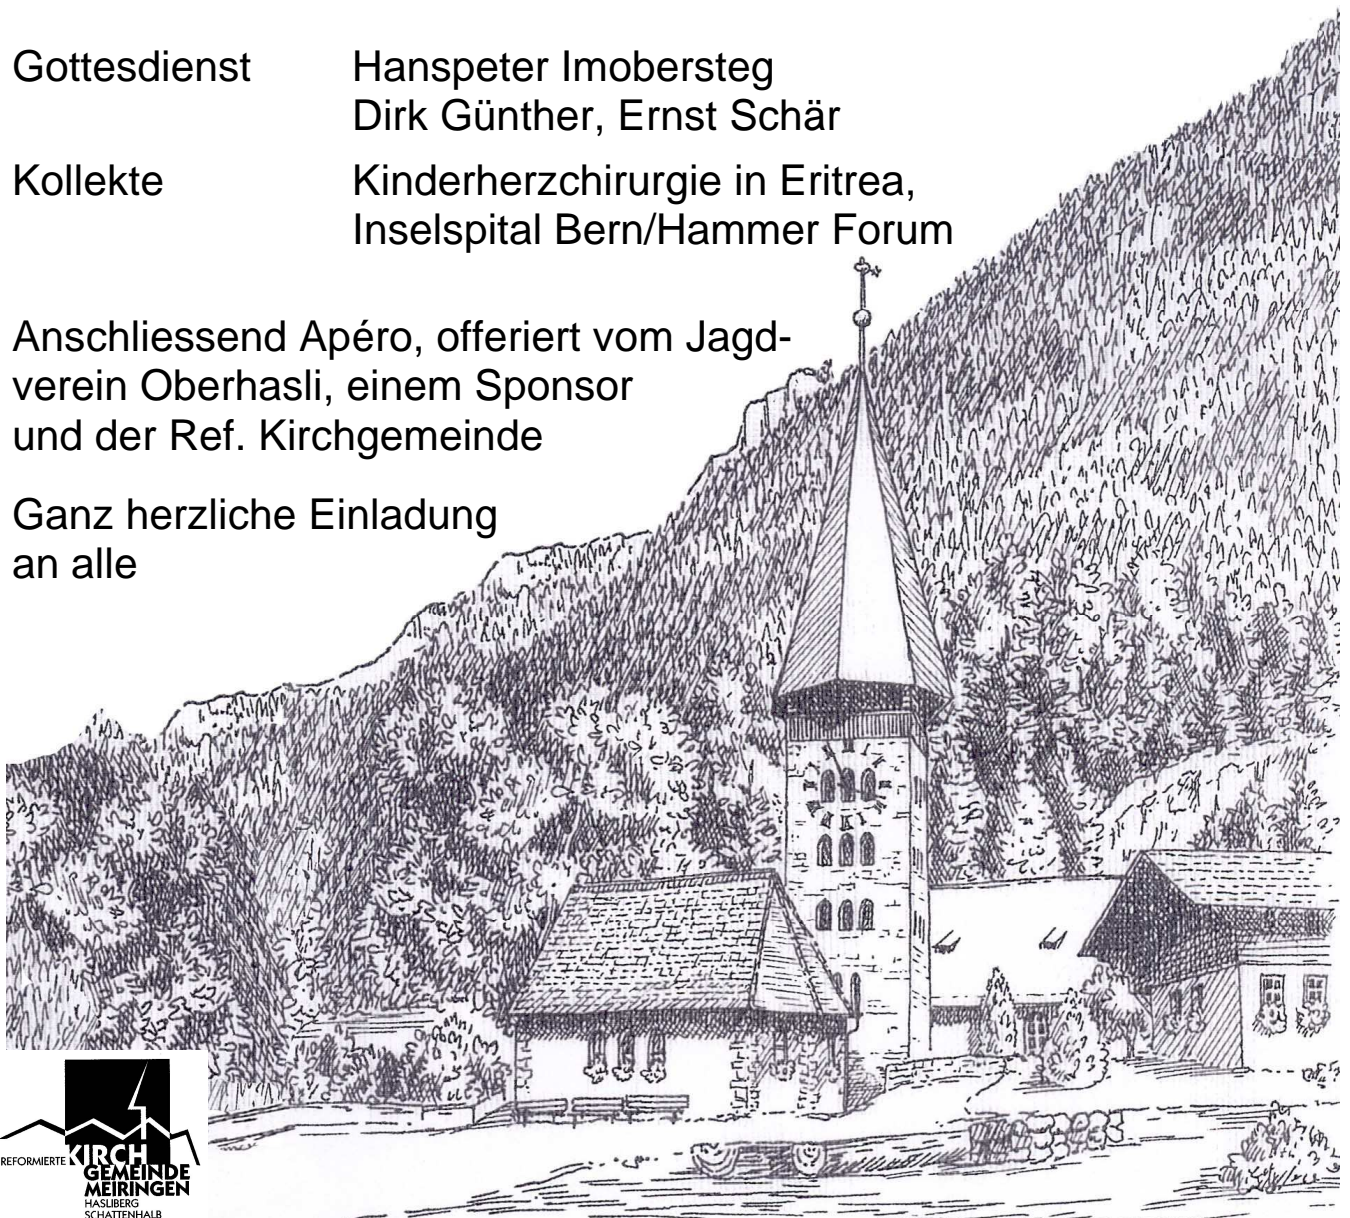 Gottesdienst Hanspeter Imobersteg
Dirk Günther, Ernst Schär
Kollekte Kinderherzchirurgie in Eritrea,
Inselspital Bern/Hammer Forum
Anschliessend Apéro, offeriert vom Jagd-
verein Oberhasli, einem Sponsor
und der Ref. Kirchgemeinde
Ganz herzliche Einladung
an alle
REFORMIERTE KIRCH
GEMEINDE
MEIRINGEN
HASLIBERG
SCHATTENHALB